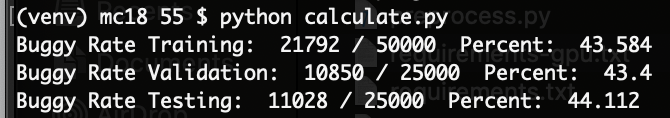 [(venv) mc18 55 $ python calculate.py
Buggy Rate Training:  21792 / 50000  Percent:  43.584
Buggy Rate Validation:  10850 / 25000  Percent:  43.4
Buggy Rate Testing:  11028 / 25000  Percent:  44.112